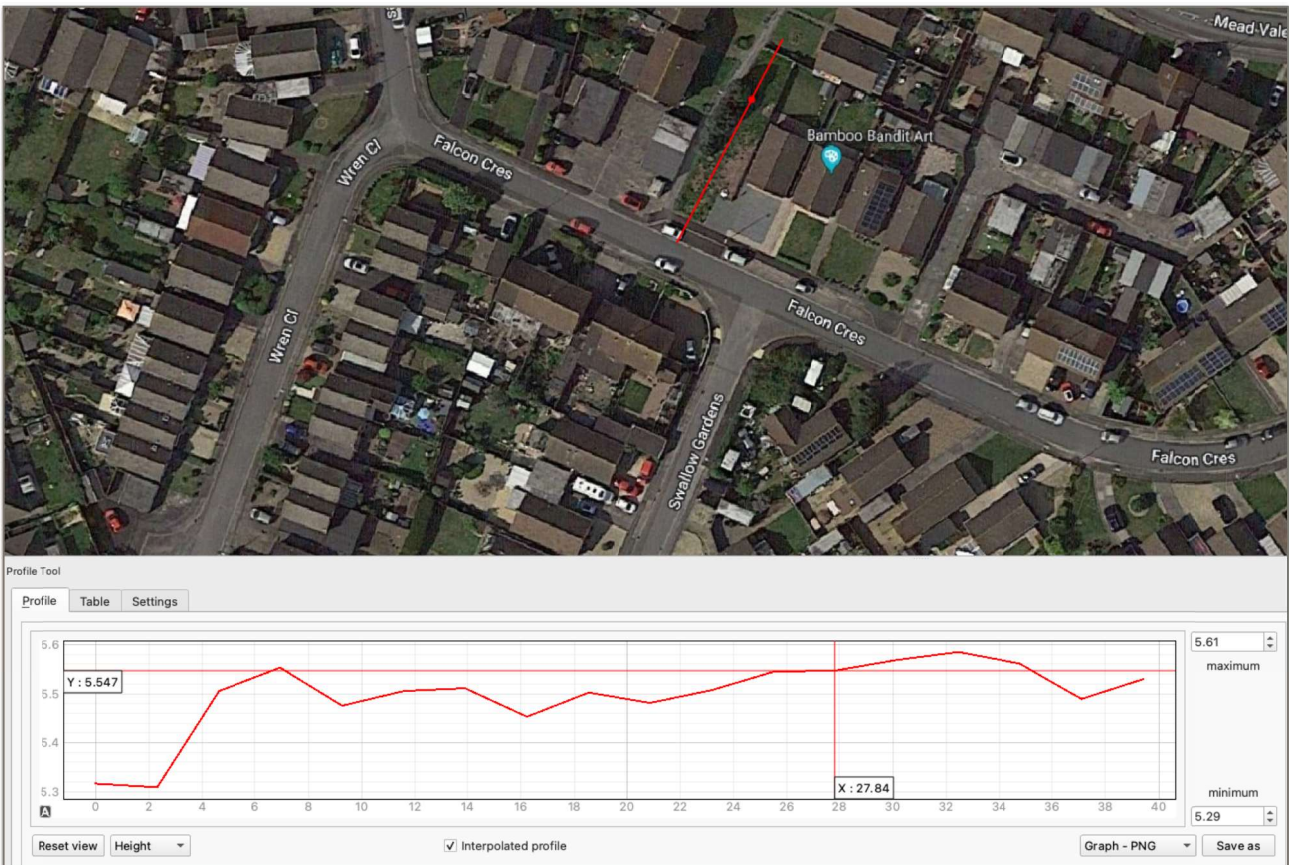 Mead Vale
Bamboo Bandit Art
Wren Cl
Falcon Cres
Wren Cl
Falcon Cres
Swallow Gardens
Falcon Cres
Profile Tool
Profile Table Settings
5.6
5.5
5.4
5.3
Y : 5.547
X : 27.84
0 2 4 6 8 10 12 14 16 18 20 22 24 26 28 30 32 34 36 38 40
A
5.61
maximum
minimum
5.29
Reset view Height Interpolated profile Graph - PNG Save as